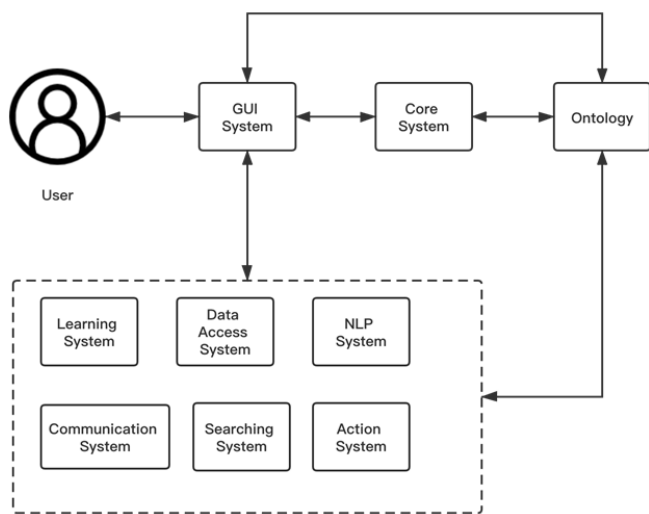 GUI
System
Core
System
Ontology
User
Learning
System
Data
Access
System
NLP
System
Communication
System
Searching
System
Action
System